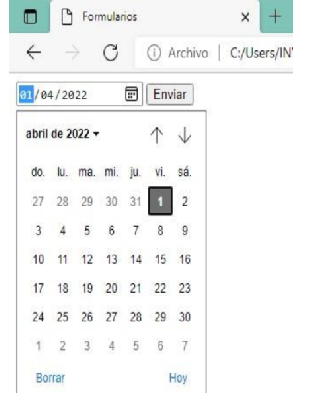 Formularios
Archivo | C:/Users/IN
01/04/2022 Enviar
abril de 2022
do. lu. ma. mi. ju. vi. sá.
27 28 29 30 31 1 2
3 4 5 6 7 8 9
10 11 12 13 14 15 16
17 18 19 20 21 22 23
24 25 26 27 28 29 30
1 2 3 4 5 6 7
Borrar Hoy